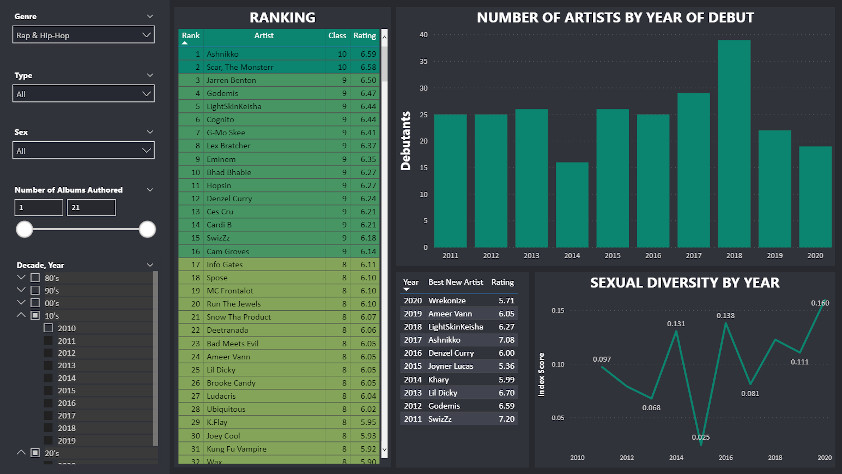 Genre
Rap & Hip-Hop
Type
All
Sex
All
Number of Albums Authored
1 21
Decade, Year
80's
90's
00's
10's
2010
2011
2012
2013
2014
2015
2016
2017
2018
2019
20's
RANKING
Rank Artist Class Rating
1 Ashnikko 10 6.59
2 Scar, The Monsterr 10 6.58
3 Jarren Benton 9 6.50
4 Godemis 9 6.47
5 LightSkinKeisha 9 6.44
6 Cognito 9 6.44
7 G-Mo Skee 9 6.41
8 Lex Bratcher 9 6.37
9 Eminem 9 6.35
10 Bhad Bhabie 9 6.27
11 Hopsin 9 6.27
12 Denzel Curry 9 6.24
13 Ces Cru 9 6.21
14 Cardi B 9 6.21
15 SwizZz 9 6.18
16 Cam Groves 9 6.14
17 Info Gates 8 6.11
18 Spose 8 6.10
19 MC Frontalot 8 6.10
20 Run The Jewels 8 6.10
21 Snow Tha Product 8 6.07
22 Deetranada 8 6.06
23 Bad Meets Evil 8 6.05
24 Ameer Vann 8 6.05
25 Lil Dicky 8 6.05
26 Brooke Candy 8 6.05
27 Ludacris 8 6.04
28 Ubiquitous 8 6.02
29 K.Flay 8 5.95
30 Joey Cool 8 5.93
31 Kung Fu Vampire 8 5.92
32 Wax 8 5.90
NUMBER OF ARTISTS BY YEAR OF DEBUT
Debutants
40
35
30
25
20
15
10
5
0
2011 2012 2013 2014 2015 2016 2017 2018 2019 2020
Year Best New Artist Rating
2020 Wrekonize 5.71
2019 Ameer Vann 6.05
2018 LightSkinKeisha 6.27
2017 Ashnikko 7.08
2016 Denzel Curry 6.00
2015 Joyner Lucas 5.36
2014 Khary 5.99
2013 Lil Dicky 6.70
2012 Godemis 6.59
2011 SwizZz 7.20
SEXUAL DIVERSITY BY YEAR
Index Score
0.15
0.10
0.05
0.097
0.068
0.131
0.025
0.138
0.081
0.111
0.160
2010 2012 2014 2016 2018 2020